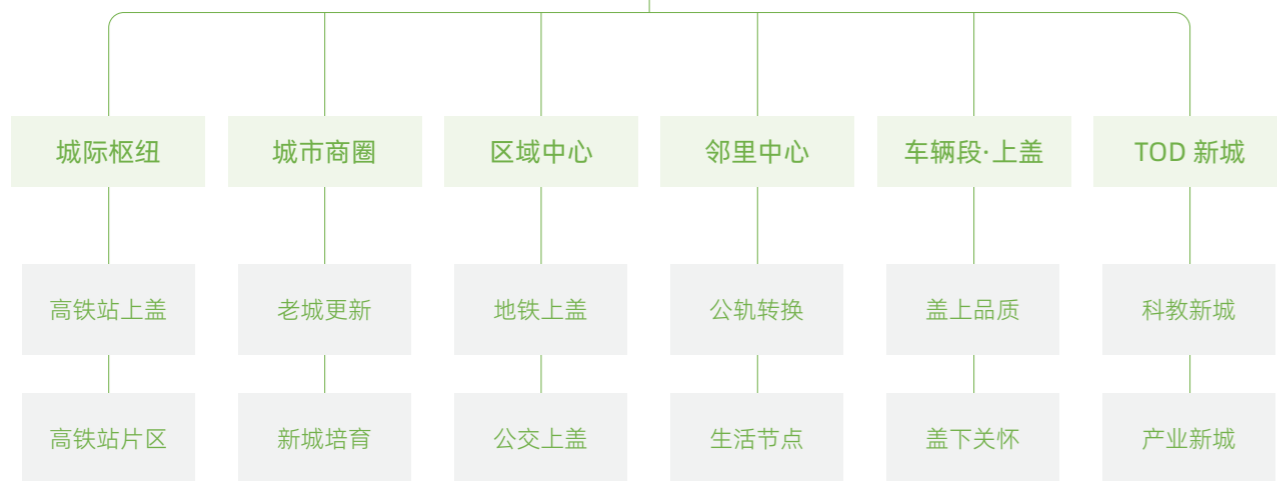 城际枢纽
城市商圈
区域中心
邻里中心
车辆段·上盖
TOD 新城
高铁站上盖
老城更新
地铁上盖
公轨转换
盖上品质
科教新城
高铁站片区
新城培育
公交上盖
生活节点
盖下关怀
产业新城